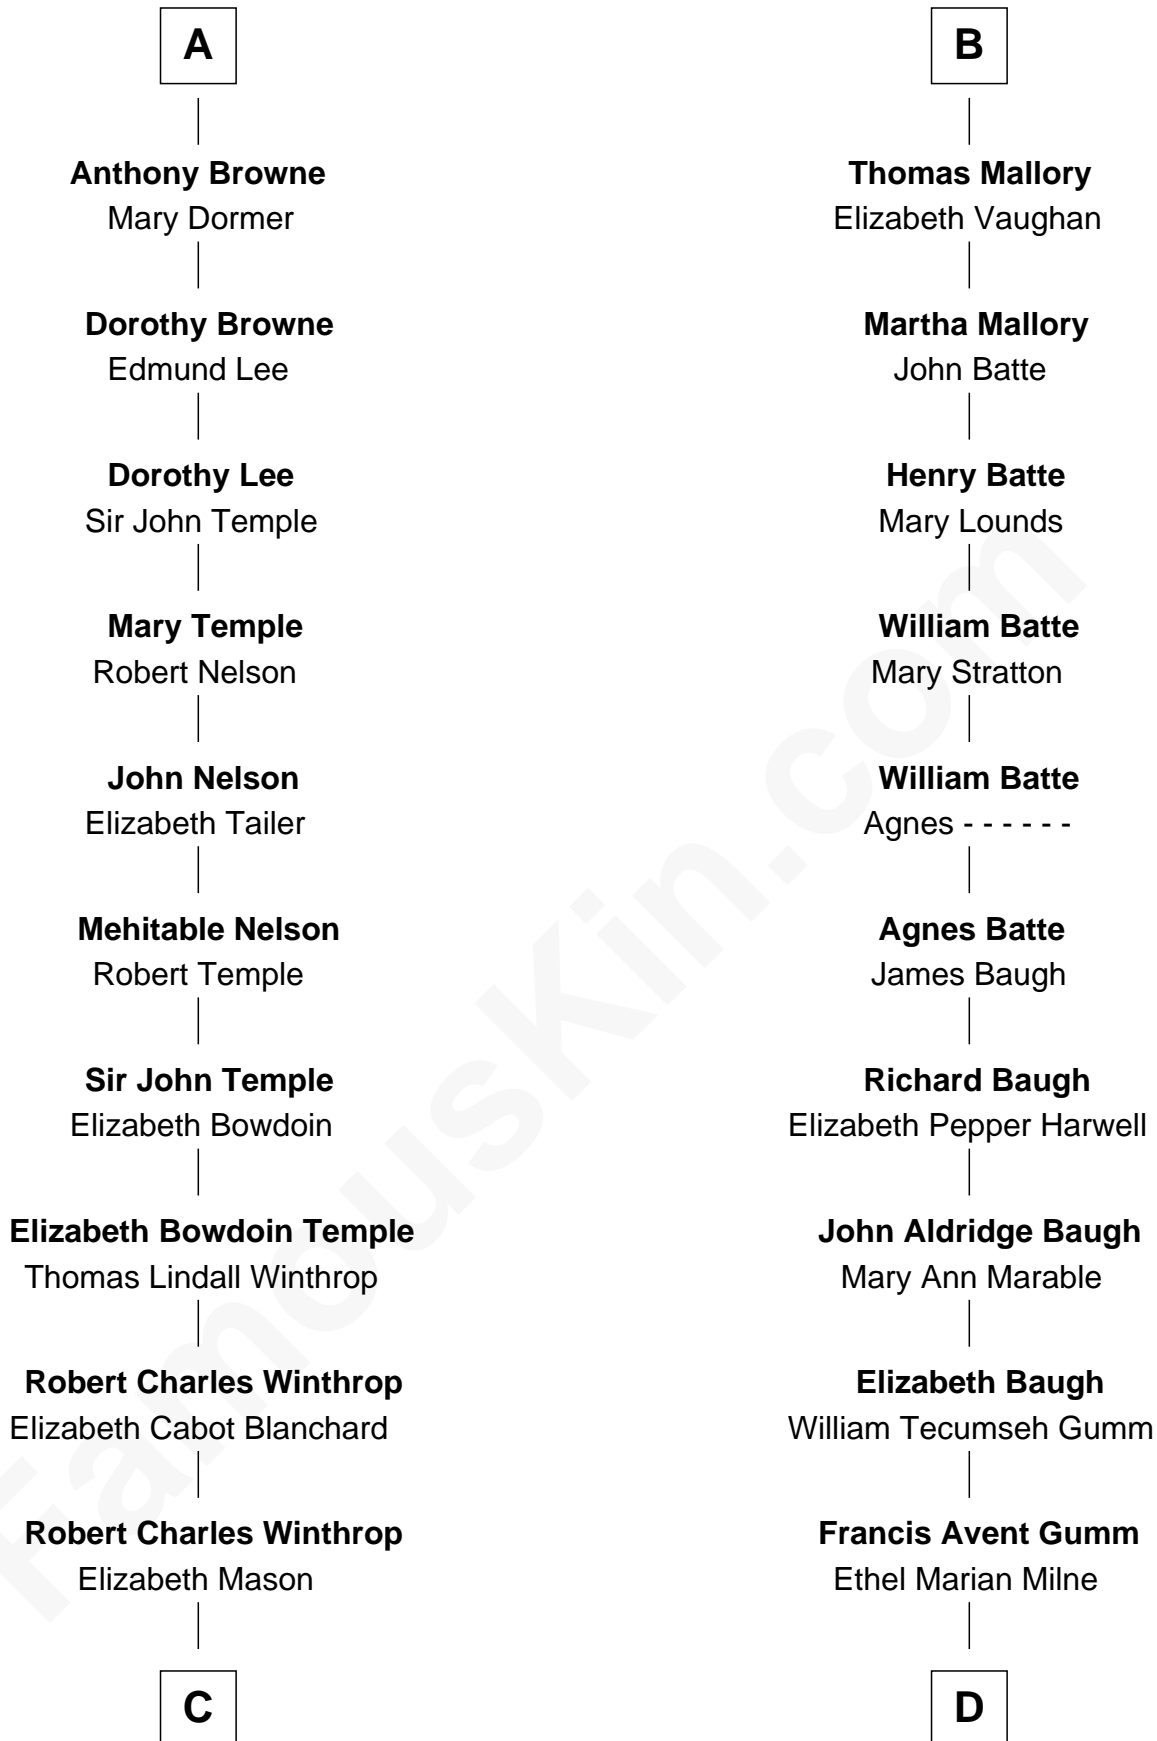 A
Anthony Browne
Mary Dormer
Dorothy Browne
Edmund Lee
Dorothy Lee
Sir John Temple
Mary Temple
Robert Nelson
John Nelson
Elizabeth Tailer
Mehitable Nelson
Robert Temple
Sir John Temple
Elizabeth Bowdoin
Elizabeth Bowdoin Temple
Thomas Lindall Winthrop
Robert Charles Winthrop
Elizabeth Cabot Blanchard
Robert Charles Winthrop
Elizabeth Mason
C
B
Thomas Mallory
Elizabeth Vaughan
Martha Mallory
John Batte
Henry Batte
Mary Lounds
William Batte
Mary Stratton
William Batte
Agnes - - - - - -
Agnes Batte
James Baugh
Richard Baugh
Elizabeth Pepper Harwell
John Aldridge Baugh
Mary Ann Marable
Elizabeth Baugh
William Tecumseh Gumm
Francis Avent Gumm
Ethel Marian Milne
D
FamousKin.com